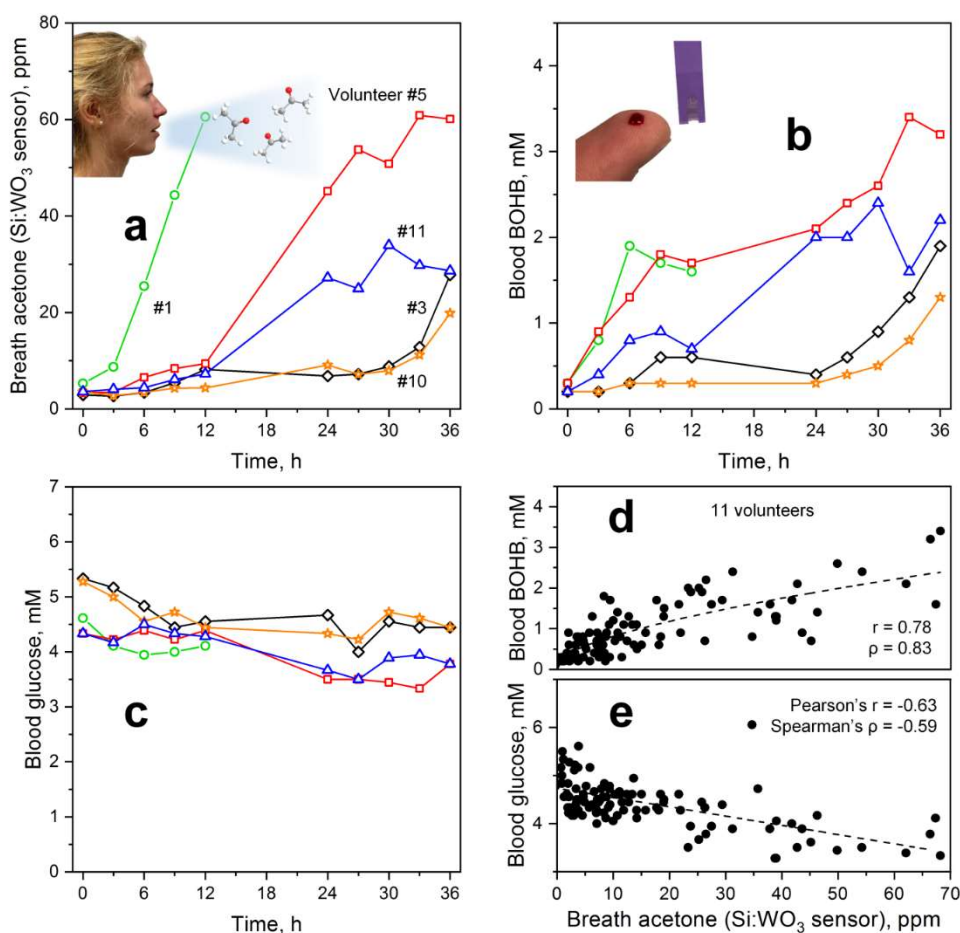 80
60
40
20
0
Breath acetone (Si:WO₃ sensor), ppm
Volunteer #5
a
#11
#1
#3
#10
0 6 12 18 24 30 36
Time, h
4
3
2
1
0
Blood BOHB, mM
b
0 6 12 18 24 30 36
Time, h
7
6
5
4
3
2
1
0
Blood glucose, mM
c
0 6 12 18 24 30 36
Time, h
4
3
2
1
0
Blood BOHB, mM
d
11 volunteers
r = 0.78
ρ = 0.83
6
4
Blood glucose, mM
e
Pearson's r = -0.63
Spearman's ρ = -0.59
0 10 20 30 40 50 60 70
Breath acetone (Si:WO₃ sensor), ppm